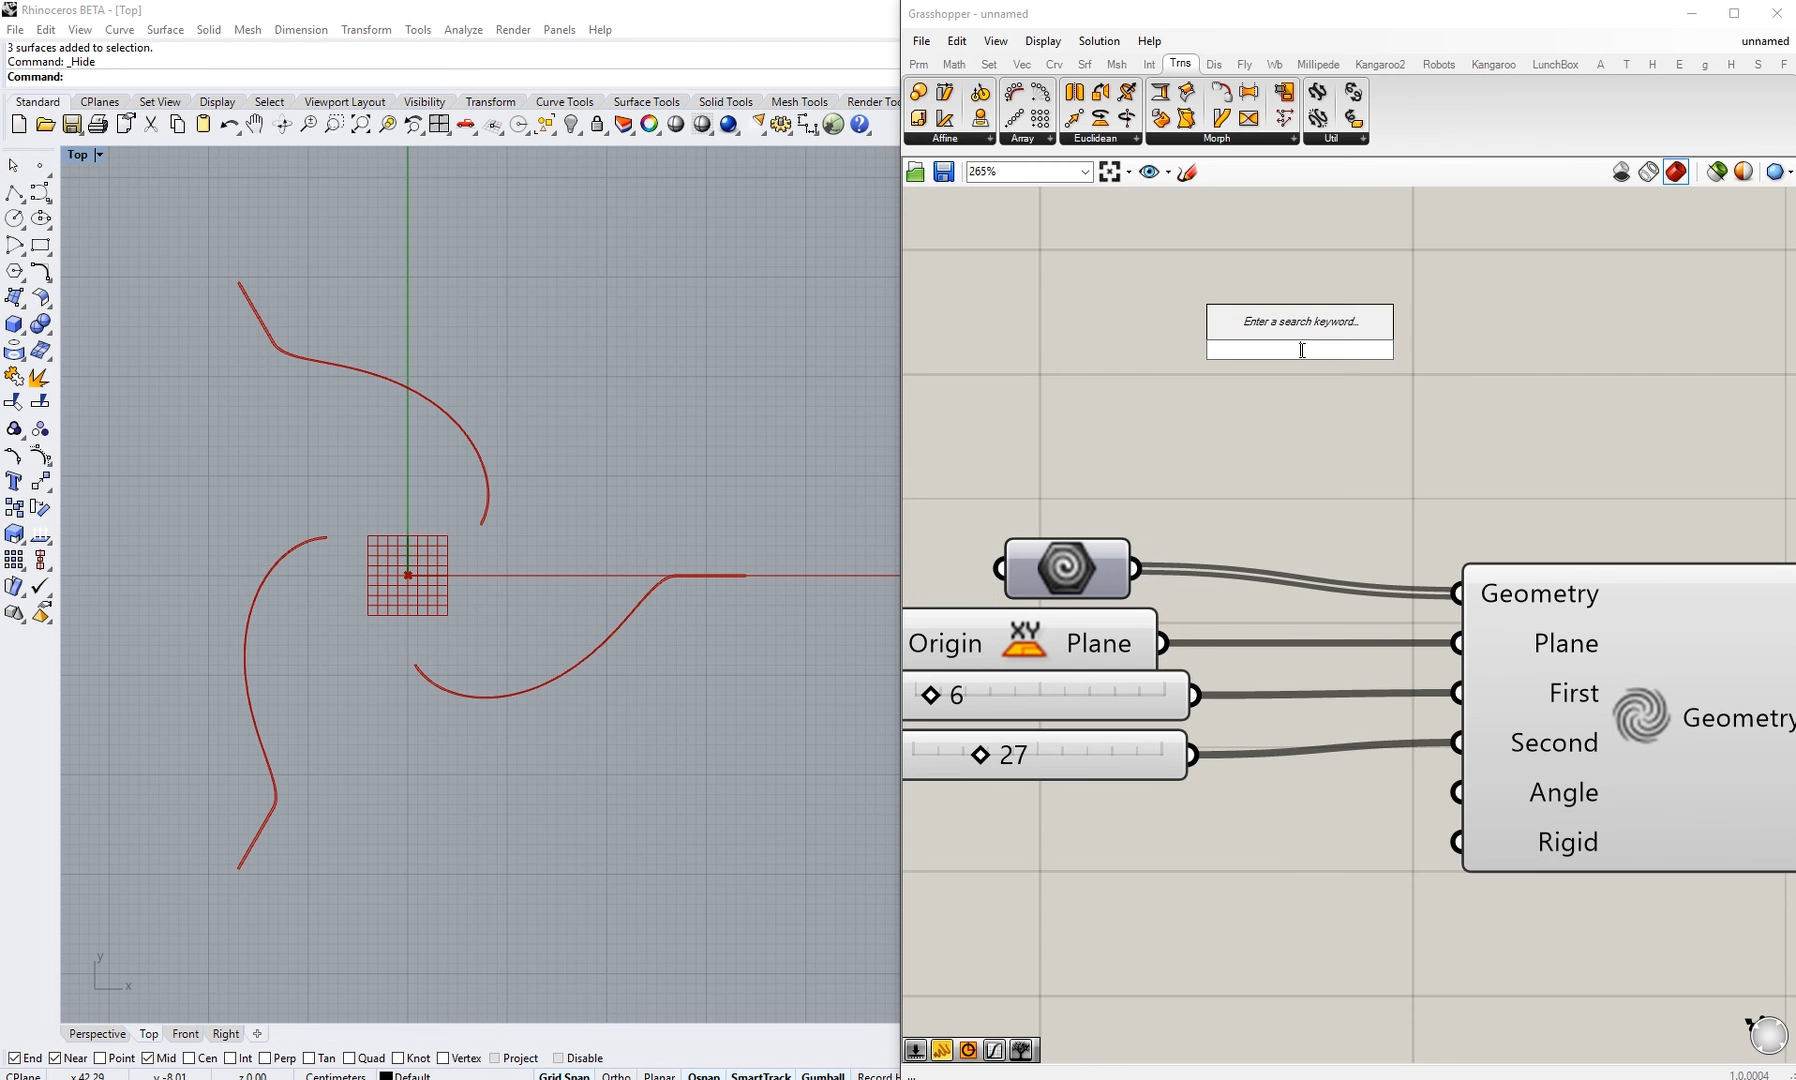 Rhinoceros BETA - [Top]
File Edit View Curve Surface Solid Mesh Dimension Transform Tools Analyze Render Panels Help
3 surfaces added to selection.
Command: _Hide
Command:
Standard CPlanes Set View Display Select Viewport Layout Visibility Transform Curve Tools Surface Tools Solid Tools Mesh Tools Render Toc
Top
y
x
Perspective Top Front Right
End Near Point Mid Cen Int Perp Tan Quad Knot Vertex Project Disable
CPlane x 42.29 y -8.01 z 0.00 Centimeters Default Grid Snap Ortho Planar Osnap SmartTrack Gumball Record H
Grasshopper - unnamed
File Edit View Display Solution Help unnamed
Prm Math Set Vec Crv Srf Msh Int Trns Dis Fly Wb Millipede Kangaroo2 Robots Kangaroo LunchBox A T H E g H S F
Affine Array Euclidean Morph Util
265%
Enter a search keyword...
Geometry
Origin XY Plane
Plane
6
First
Geometry
Second
27
Angle
Rigid
...
1.0.0004